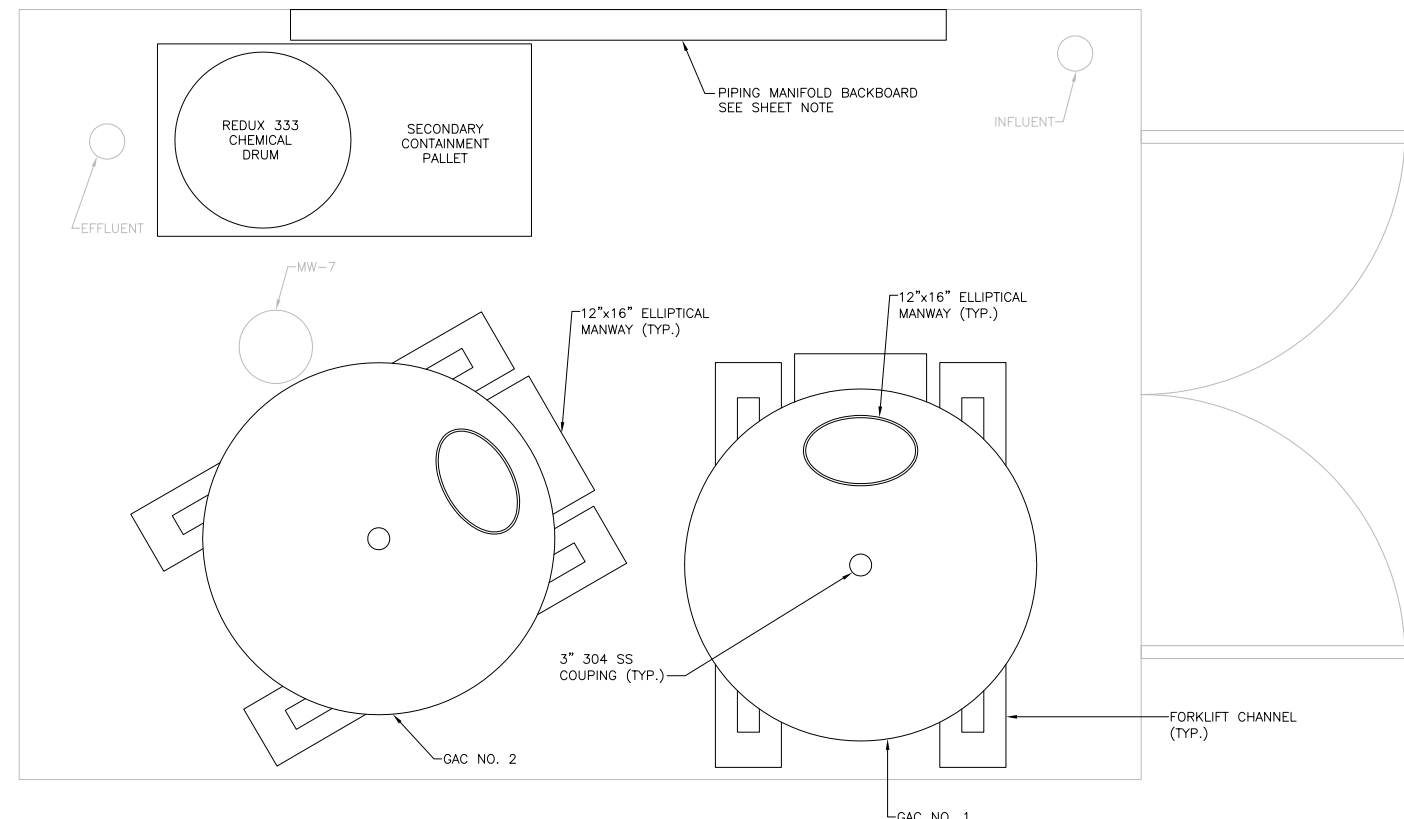 PIPING MANIFOLD BACKBOARD
SEE SHEET NOTE
INFLUENT
REDUX 333
CHEMICAL
DRUM
SECONDARY
CONTAINMENT
PALLET
EFFLUENT
MW-7
12"x16" ELLIPTICAL
MANWAY (TYP.)
12"x16" ELLIPTICAL
MANWAY (TYP.)
3" 304 SS
COUPING (TYP.)
FORKLIFT CHANNEL
(TYP.)
GAC NO. 2
GAC NO. 1